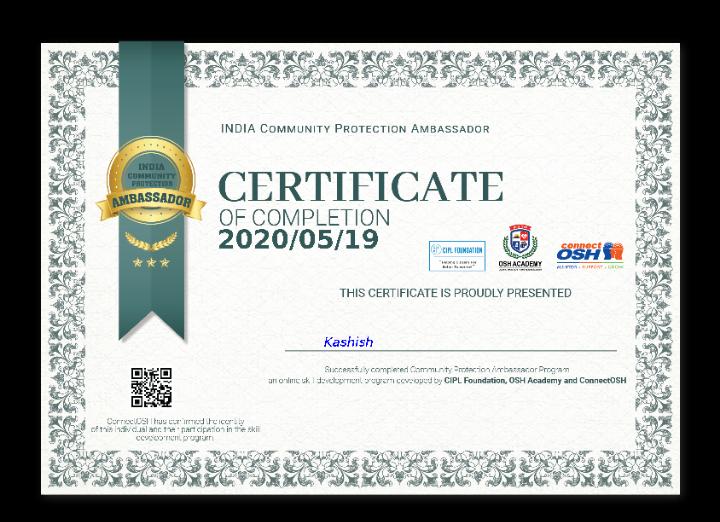 INDIA COMMUNITY PROTECTION AMBASSADOR
INDIA
COMMUNITY
PROTECTION
AMBASSADOR
CERTIFICATE
OF COMPLETION
2020/05/19
CIPL FOUNDATION
OSH ACADEMY
connect
OSH
THIS CERTIFICATE IS PROUDLY PRESENTED
Kashish
Successfully completed Community Protection Ambassador Program
an online skill development program developed by CIPL Foundation, OSH Academy and ConnectOSH
ConnectOSH has confirmed the identity
of this individual and their participation in the skill
development program